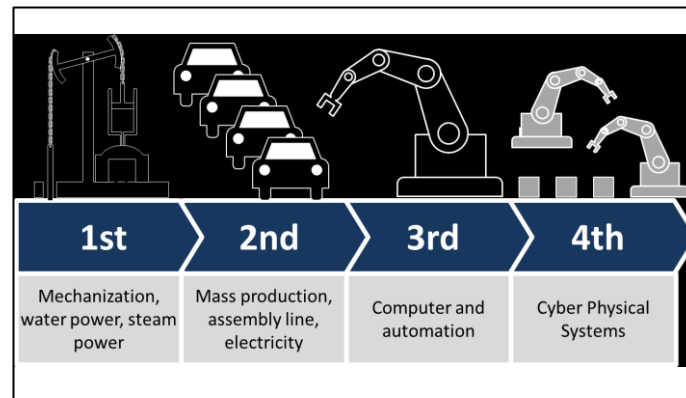 1st
2nd
3rd
4th
Mechanization,
water power, steam
power
Mass production,
assembly line,
electricity
Computer and
automation
Cyber Physical
Systems